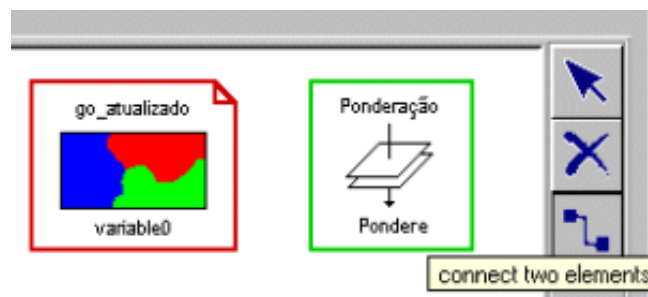 go_atualizado
variable0
Ponderação
Pondere
connect two elements